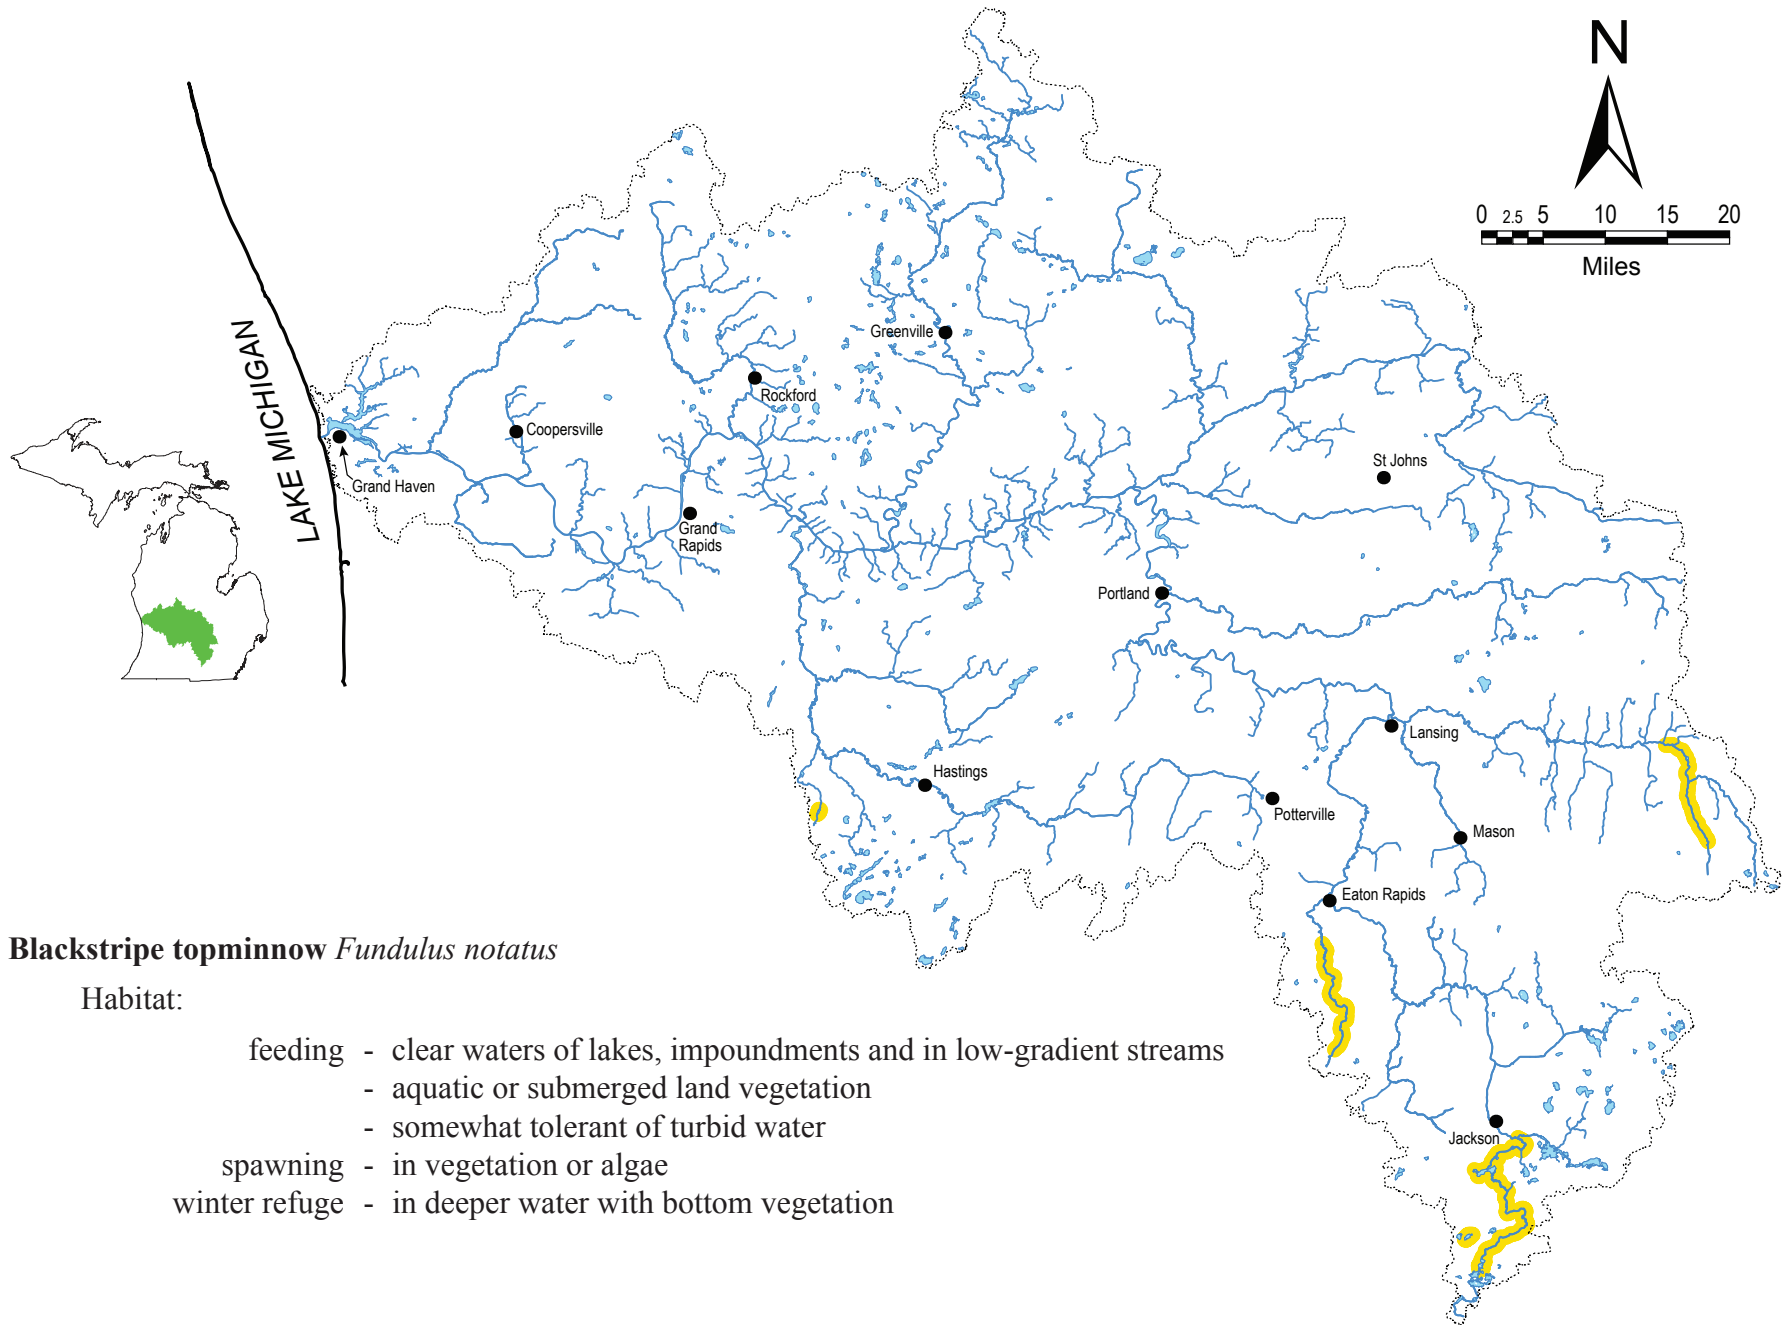 N
0 2.5 5 10 15 20
Miles
LAKE MICHIGAN
Greenville
Rockford
Coopersville
Grand Haven
St Johns
Grand
Rapids
Portland
Lansing
Hastings
Potterville
Mason
Eaton Rapids
Jackson
Blackstripe topminnow Fundulus notatus
Habitat:
feeding - clear waters of lakes, impoundments and in low-gradient streams
- aquatic or submerged land vegetation
- somewhat tolerant of turbid water
spawning - in vegetation or algae
winter refuge - in deeper water with bottom vegetation